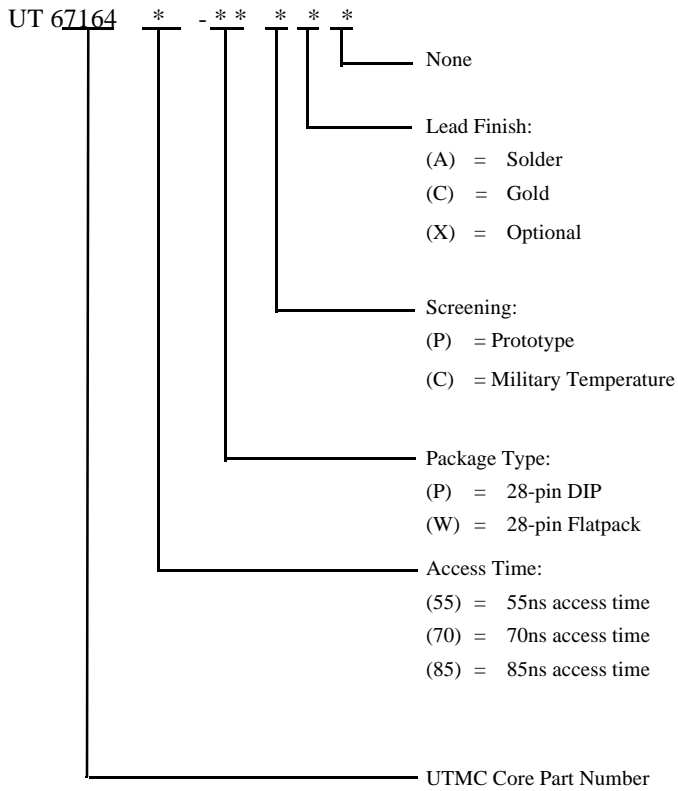 UT 67164 * - * * * * *
None
Lead Finish:
(A) = Solder
(C) = Gold
(X) = Optional
Screening:
(P) = Prototype
(C) = Military Temperature
Package Type:
(P) = 28-pin DIP
(W) = 28-pin Flatpack
Access Time:
(55) = 55ns access time
(70) = 70ns access time
(85) = 85ns access time
UTMC Core Part Number